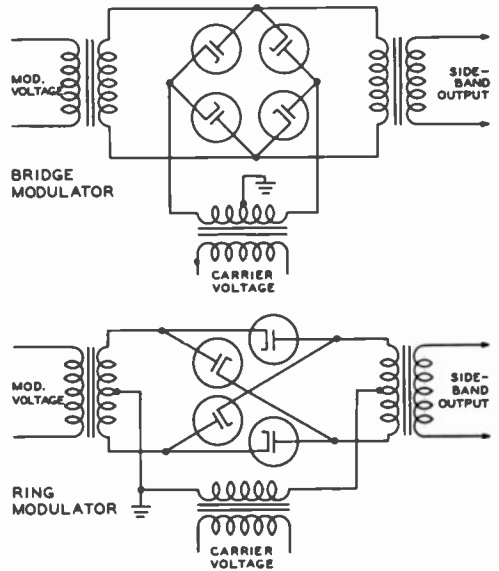 MOD.
VOLTAGE
SIDE-
BAND
OUTPUT
BRIDGE
MODULATOR
CARRIER
VOLTAGE
MOD.
VOLTAGE
SIDE-
BAND
OUTPUT
RING
MODULATOR
CARRIER
VOLTAGE